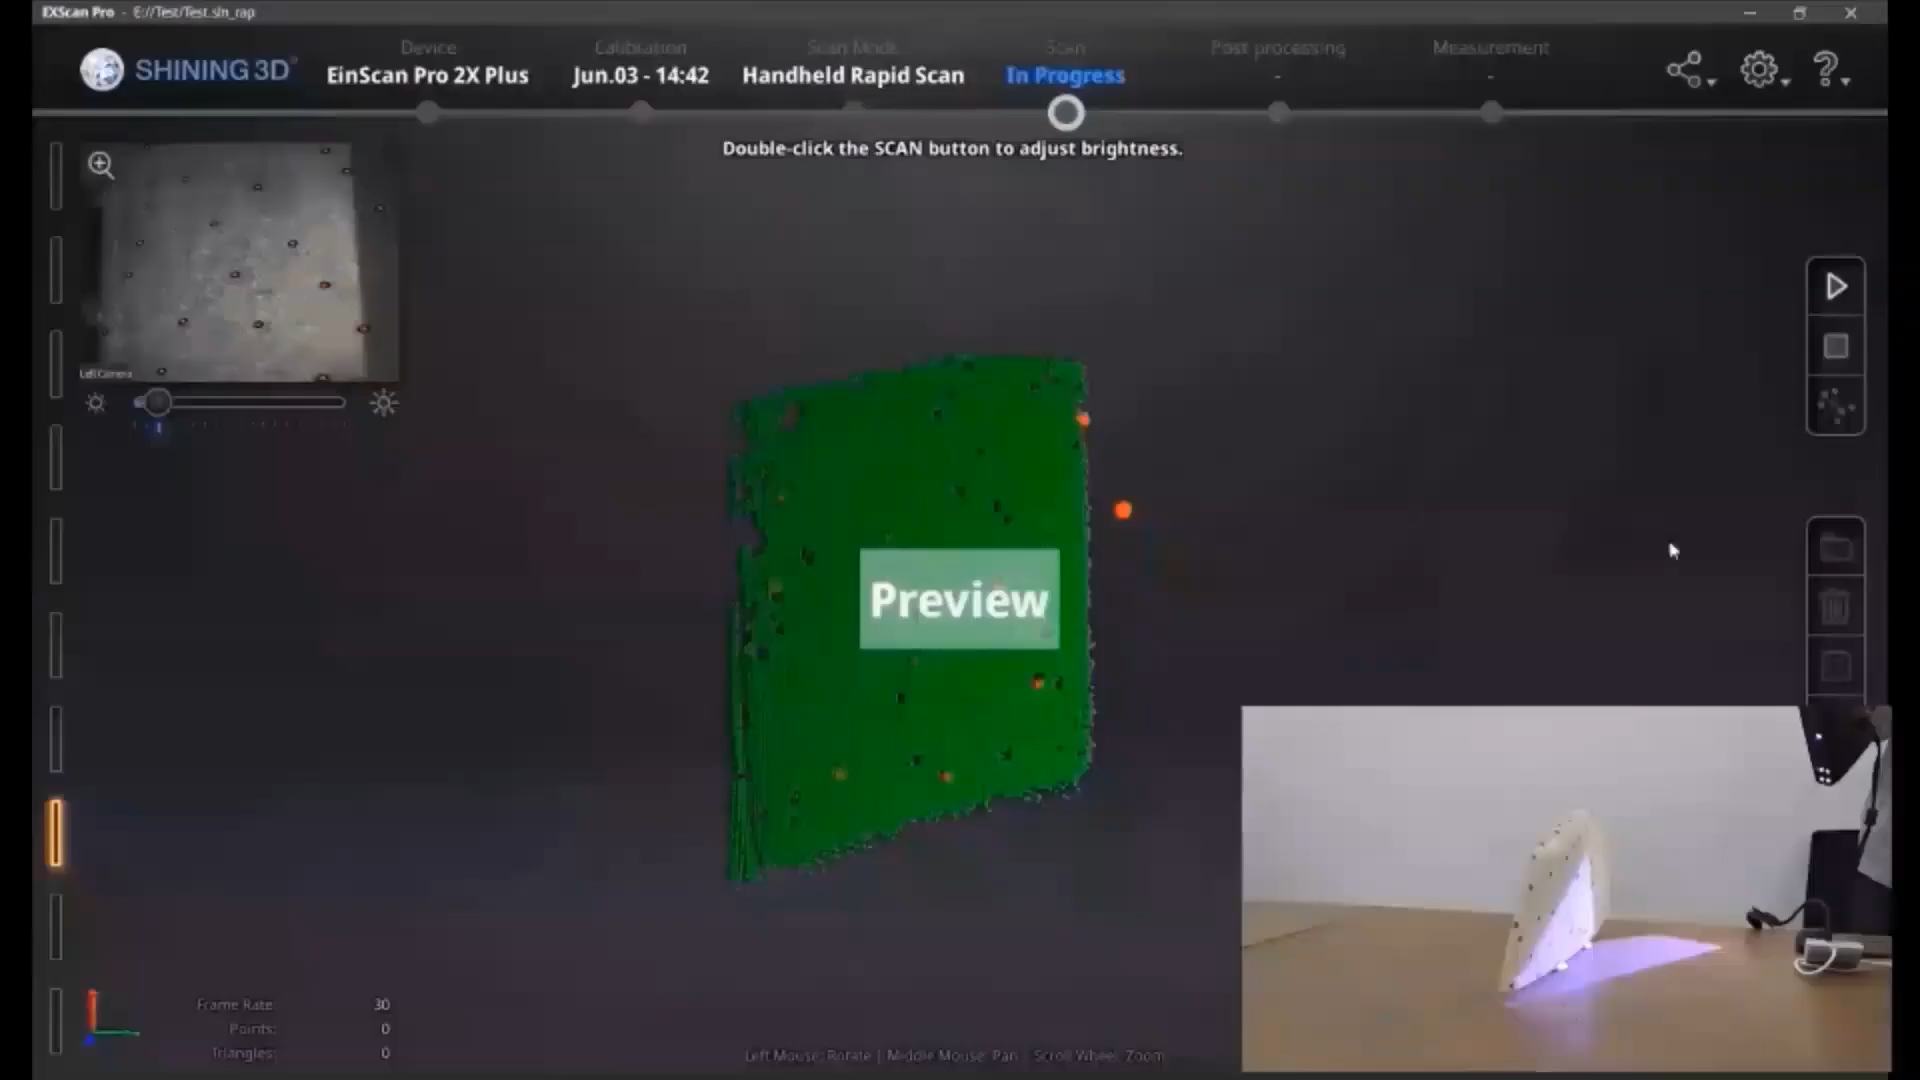 EXScan Pro - E://Test/Test.sln_rap
SHINING 3D
Device
EinScan Pro 2X Plus
Calibration
Jun.03 - 14:42
Scan Mode
Handheld Rapid Scan
Scan
In Progress
Post processing
-
Measurement
-
Double-click the SCAN button to adjust brightness.
Left Camera
Preview
Frame Rate: 30
Points: 0
Triangles: 0
Left Mouse: Rotate | Middle Mouse: Pan Scroll Wheel: Zoom